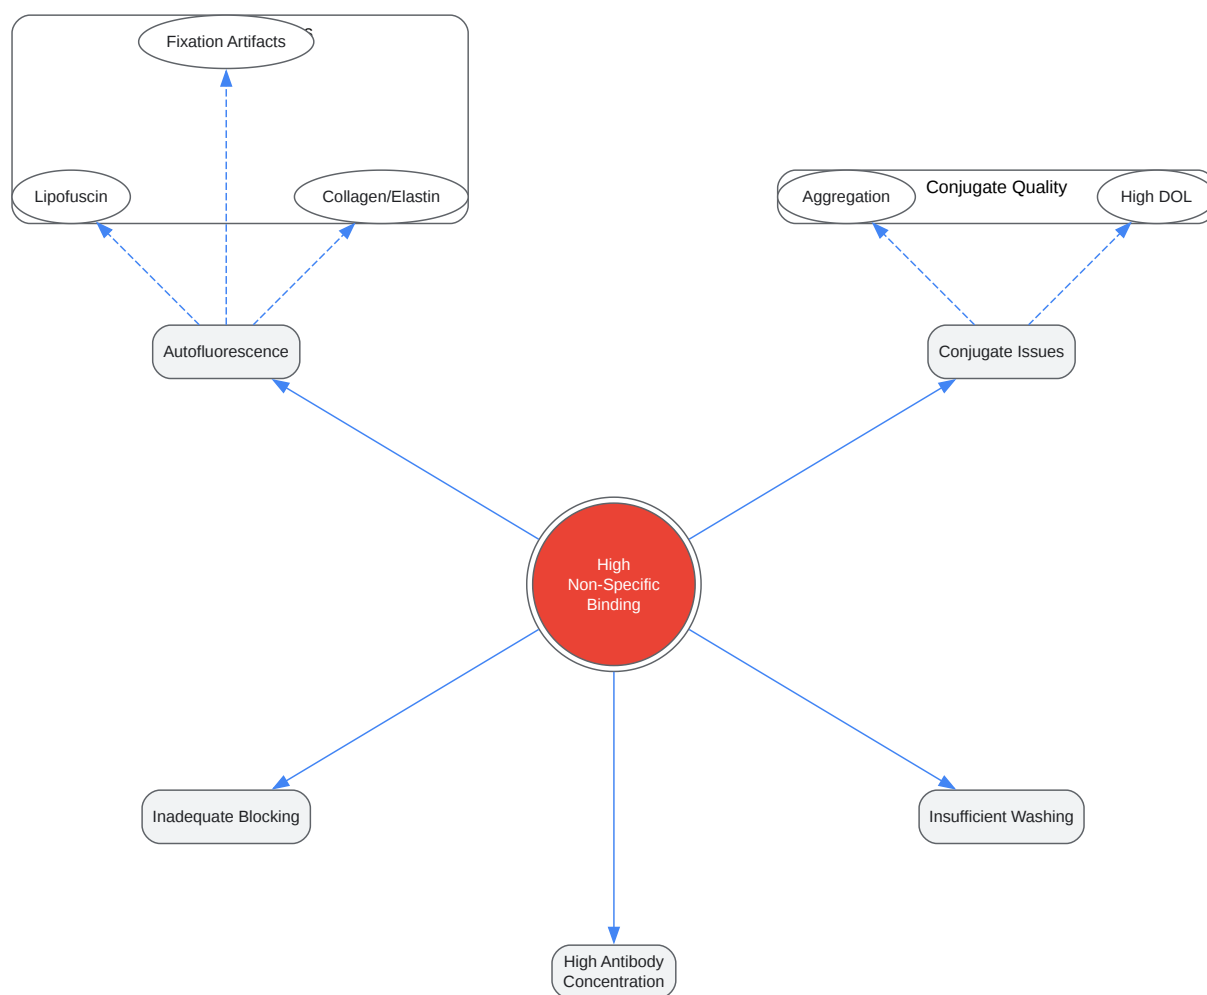 Fixation Artifacts
Lipofuscin
Collagen/Elastin
Aggregation
Conjugate Quality
High DOL
Autofluorescence
Conjugate Issues
High
Non-Specific
Binding
Inadequate Blocking
Insufficient Washing
High Antibody
Concentration